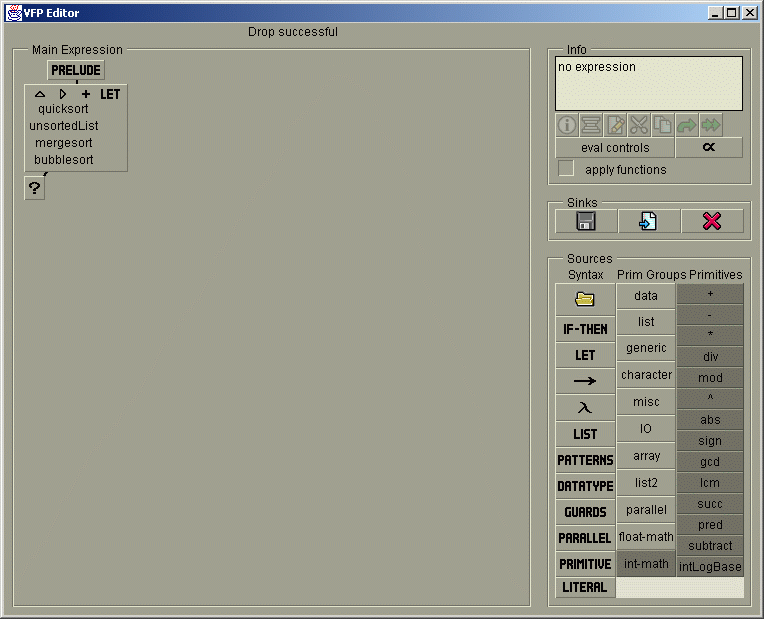 VFP Editor
Drop successful
Main Expression
PRELUDE
+ LET
quicksort
unsortedList
mergesort
bubblesort
?
Info
no expression
eval controls
α
apply functions
Sinks
Sources
Syntax Prim Groups Primitives
IF-THEN
LET
→
λ
LIST
PATTERNS
DATATYPE
GUARDS
PARALLEL
PRIMITIVE
LITERAL
data
list
generic
character
misc
IO
array
list2
parallel
float-math
int-math
+
-
*
div
mod
^
abs
sign
gcd
lcm
succ
pred
subtract
intLogBase